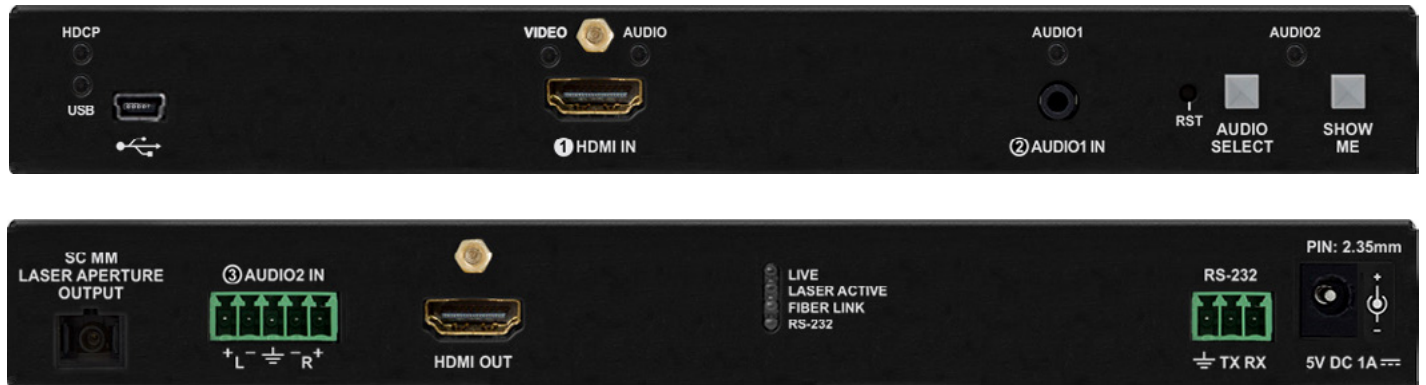 HDCP
USB
VIDEO AUDIO
① HDMI IN
AUDIO1
② AUDIO1 IN
RST
AUDIO2
AUDIO
SELECT
SHOW
ME
SC MM
LASER APERTURE
OUTPUT
③ AUDIO2 IN
+ L - - R +
HDMI OUT
LIVE
LASER ACTIVE
FIBER LINK
RS-232
RS-232
TX RX
PIN: 2.35mm
+
-
5V DC 1A